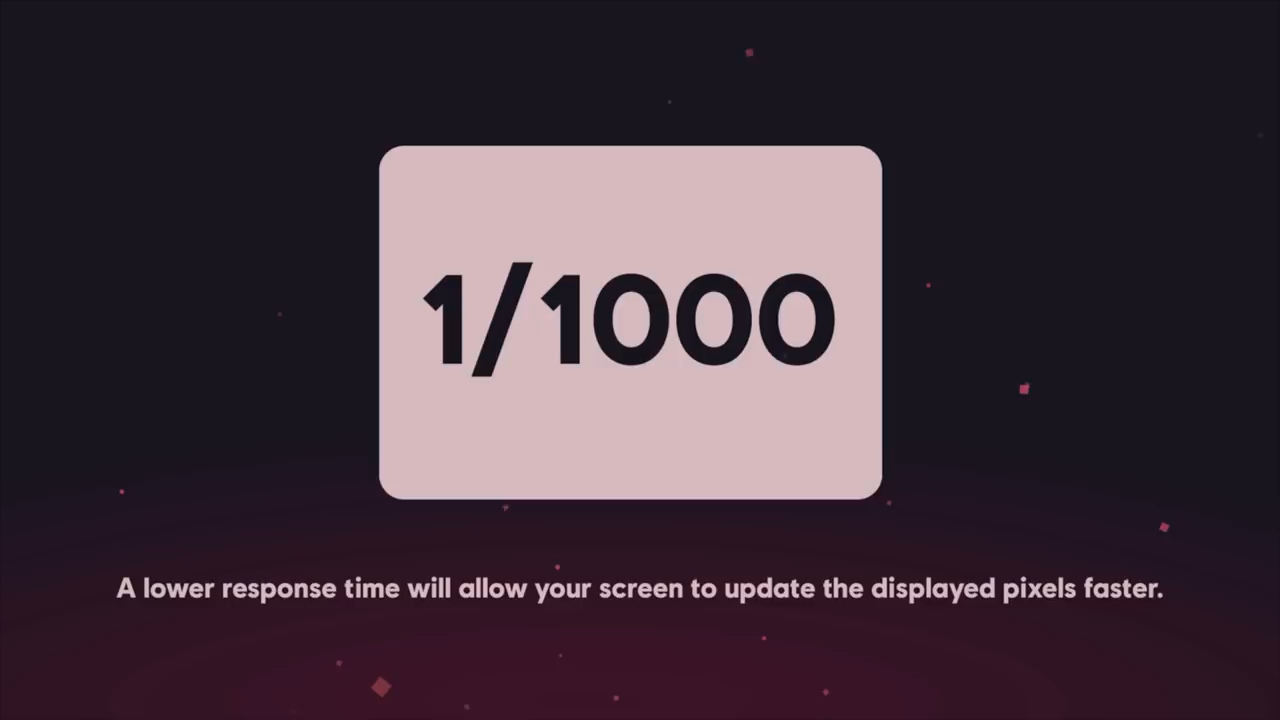 1/1000
A lower response time will allow your screen to update the displayed pixels faster.